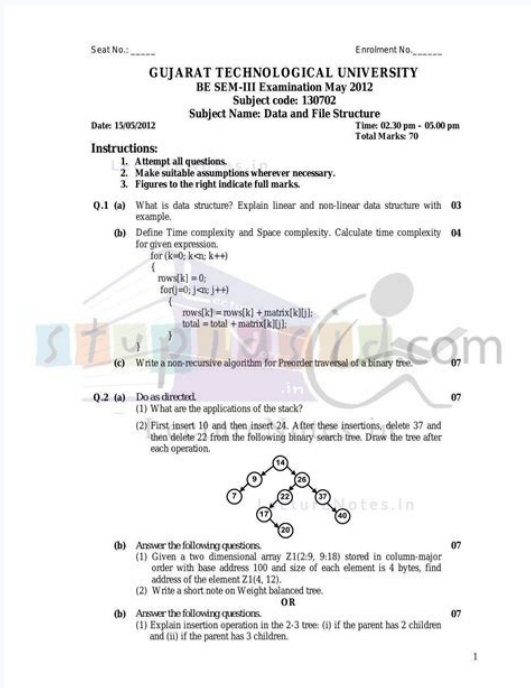 Seat No.: _____ Enrolment No.______
GUJARAT TECHNOLOGICAL UNIVERSITY
BE SEM-III Examination May 2012
Subject code: 130702
Subject Name: Data and File Structure
Date: 15/05/2012 Time: 02.30 pm – 05.00 pm
Total Marks: 70
Instructions:
1. Attempt all questions.
2. Make suitable assumptions wherever necessary.
3. Figures to the right indicate full marks.
Q.1 (a) What is data structure? Explain linear and non-linear data structure with 03
example.
(b) Define Time complexity and Space complexity. Calculate time complexity 04
for given expression.
for (k=0; k<n; k++)
{
rows[k] = 0;
for(j=0; j<n; j++)
{
rows[k] = rows[k] + matrix[k][j];
total = total + matrix[k][j];
}
}
stupidsid.com
(c) Write a non-recursive algorithm for Preorder traversal of a binary tree. 07
.in
Q.2 (a) Do as directed. 07
(1) What are the applications of the stack?
(2) First insert 10 and then insert 24. After these insertions, delete 37 and
then delete 22 from the following binary search tree. Draw the tree after
each operation.
14
9 26
7 22 37
17 40
20
LectureNotes.in
(b) Answer the following questions. 07
(1) Given a two dimensional array Z1(2:9, 9:18) stored in column-major
order with base address 100 and size of each element is 4 bytes, find
address of the element Z1(4, 12).
(2) Write a short note on Weight balanced tree.
OR
(b) Answer the following questions. 07
(1) Explain insertion operation in the 2-3 tree: (i) if the parent has 2 children
and (ii) if the parent has 3 children.
1